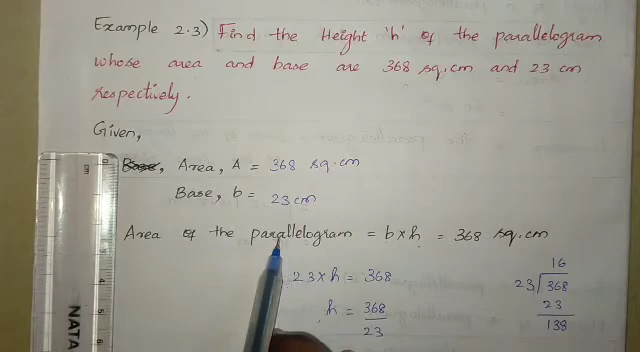 Example 2.3) Find the Height 'h' of the parallelogram
whose area and base are 368 sq.cm and 23 cm
respectively.
Given,
Base, Area, A = 368 sq.cm
Base, b = 23 cm
Area of the parallelogram = b×h = 368 sq.cm
23×h = 368
h = 368/23
16
23 368
23
138
NATA